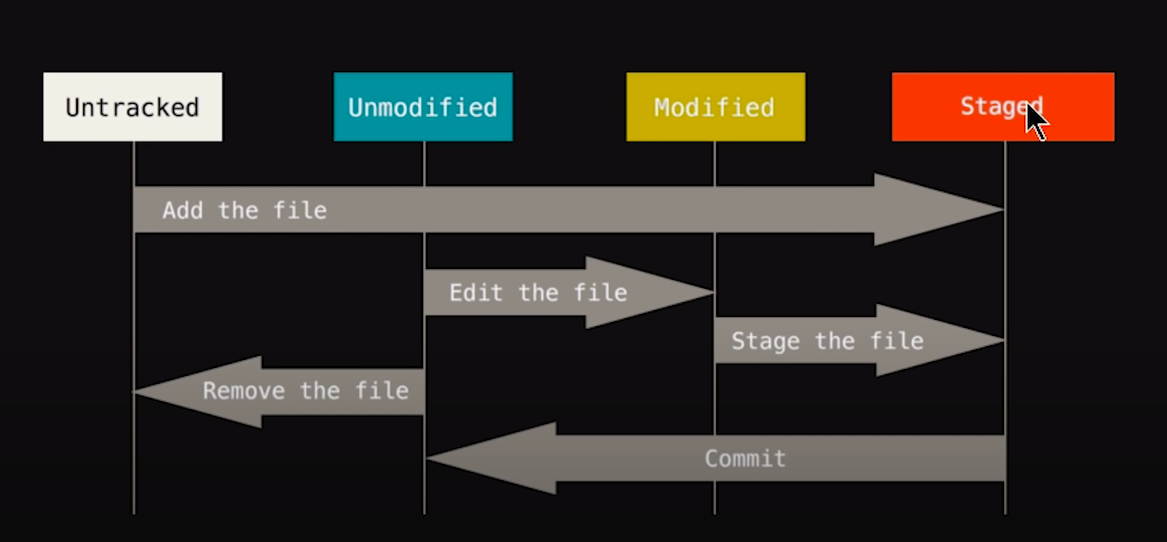 Untracked
Unmodified
Modified
Staged
Add the file
Edit the file
Stage the file
Remove the file
Commit